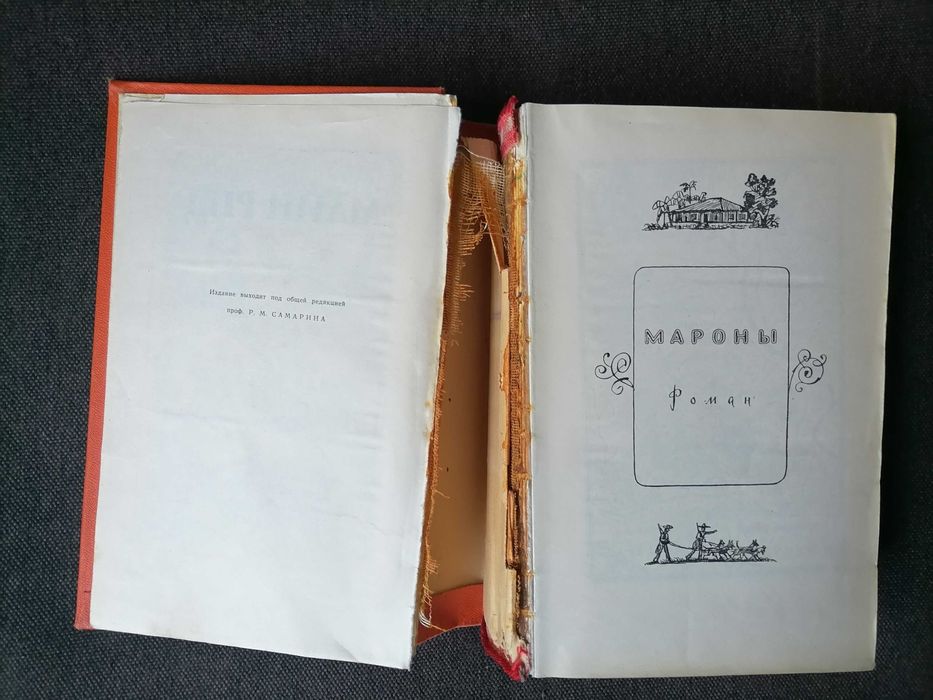 Издание выходит под общей редакцией
проф. Р. М. САМАРИНА
МАРОНЫ
Роман